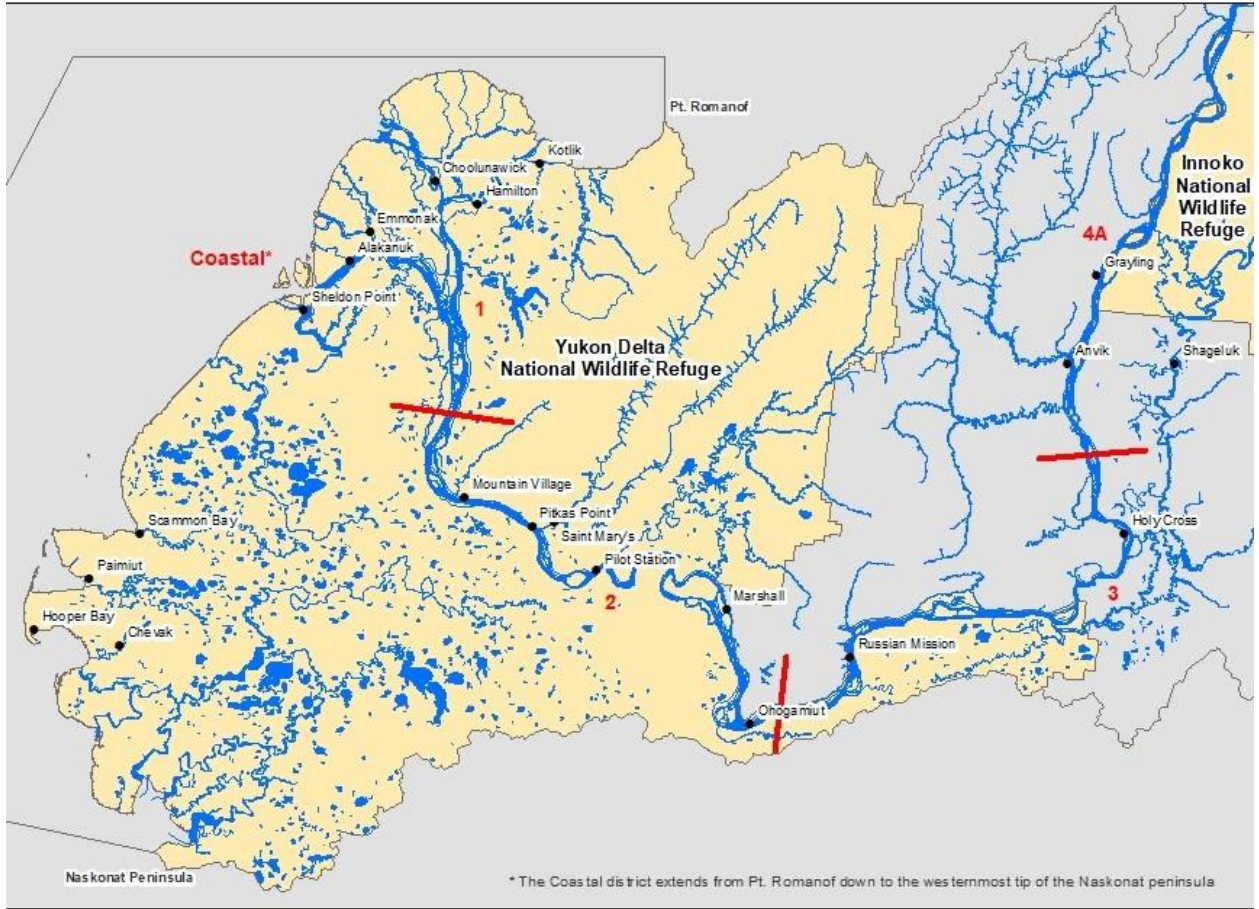 Pt. Romanof
Kotlik
Choolunawick
Hamilton
Innoko
National
Wildlife
Refuge
Emmonak
4A
Alakanuk
Coastal*
Grayling
Sheldon Point
1
Yukon Delta
National Wildlife Refuge
Anvik
Shageluk
Mountain Village
Pitkas Point
Scammon Bay
Saint Mary's
Holy Cross
Paimiut
Pilot Station
2
Marshall
3
Hooper Bay
Chevak
Russian Mission
Ohogamiut
Naskonat Peninsula
* The Coastal district extends from Pt. Romanof down to the westernmost tip of the Naskonat peninsula